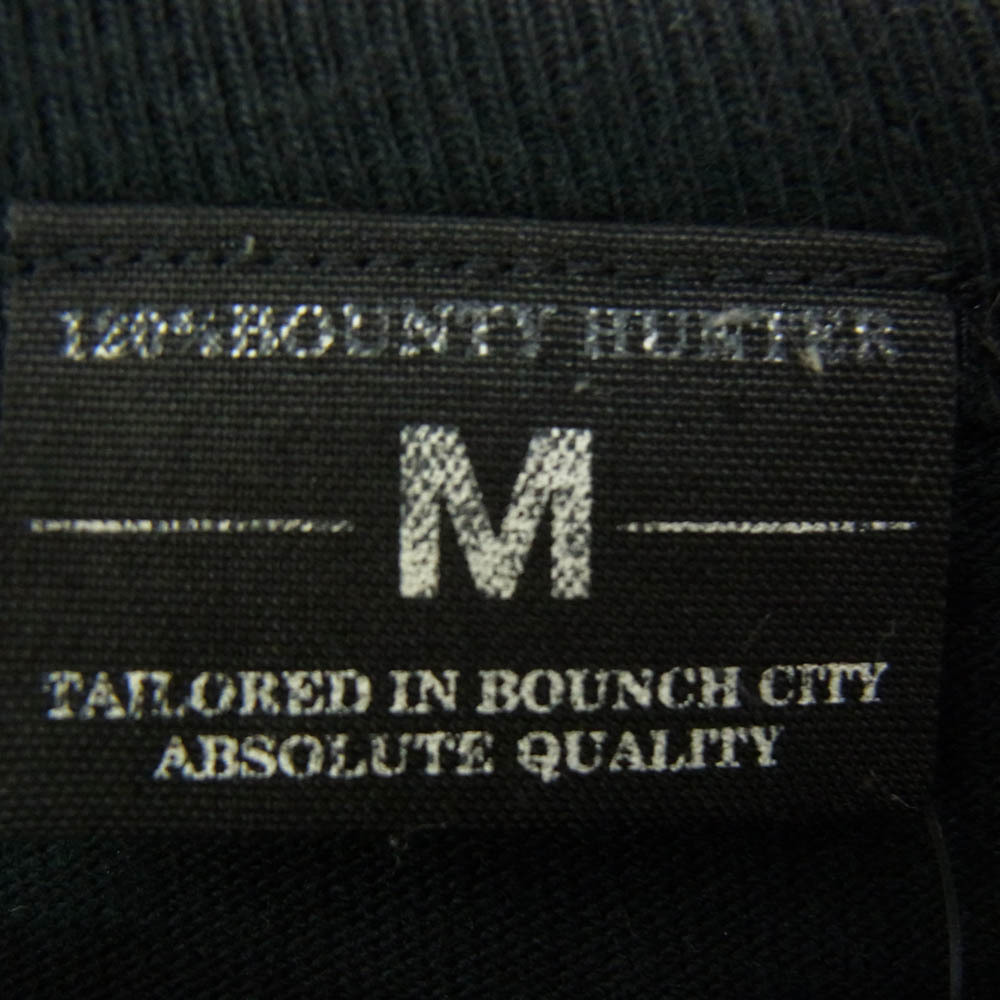 120%BOUNTY HUNTER
M
TAILORED IN BOUNCH CITY
ABSOLUTE QUALITY